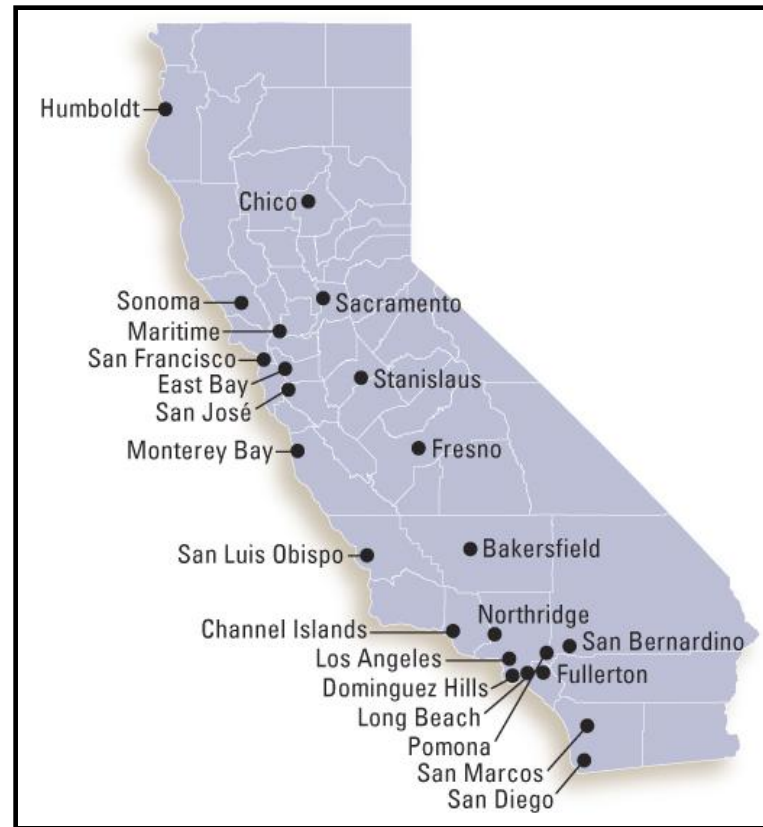 Humboldt
Chico
Sonoma
Sacramento
Maritime
San Francisco
East Bay
Stanislaus
San José
Monterey Bay
Fresno
San Luis Obispo
Bakersfield
Northridge
Channel Islands
San Bernardino
Los Angeles
Fullerton
Dominguez Hills
Long Beach
Pomona
San Marcos
San Diego